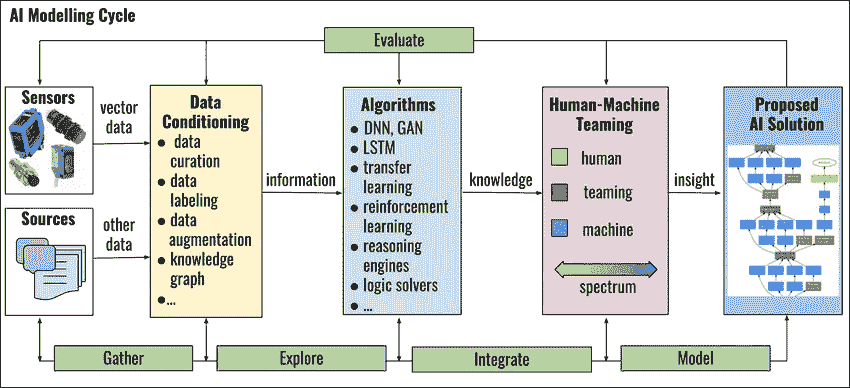 AI Modelling Cycle
Evaluate
Sensors
vector
data
Sources
other
data
Data
Conditioning
● data
curation
● data
labeling
● data
augmentation
● knowledge
graph
● ...
information
Algorithms
● DNN, GAN
● LSTM
● transfer
learning
● reinforcement
learning
● reasoning
engines
● logic solvers
● ...
knowledge
Human-Machine
Teaming
human
teaming
machine
spectrum
insight
Proposed
AI Solution
Gather
Explore
Integrate
Model